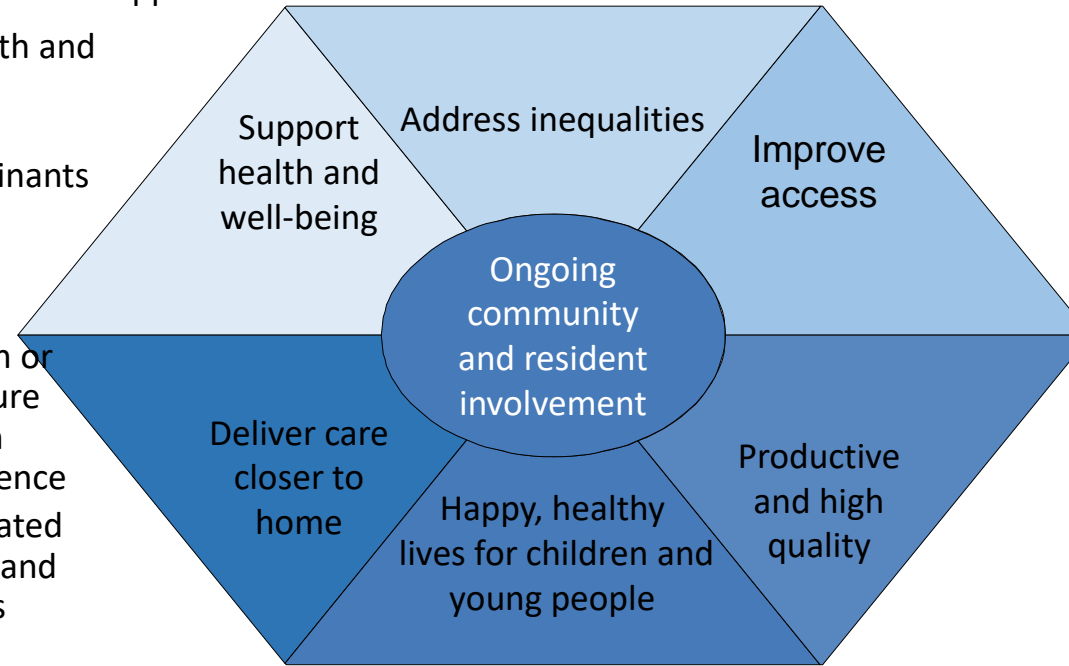 th and
inants
n or
ure
ence
ated
and
s
Support
health and
well-being
Address inequalities
Improve
access
Ongoing
community
and resident
involvement
Deliver care
closer to
home
Happy, healthy
lives for children and
young people
Productive
and high
quality